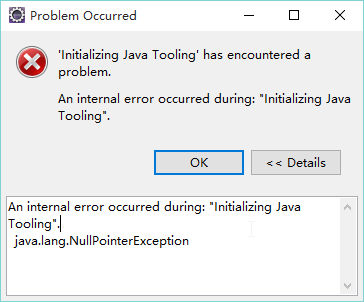 Problem Occurred
'Initializing Java Tooling' has encountered a
problem.
An internal error occurred during: "Initializing Java
Tooling".
OK
<< Details
An internal error occurred during: "Initializing Java
Tooling".
java.lang.NullPointerException